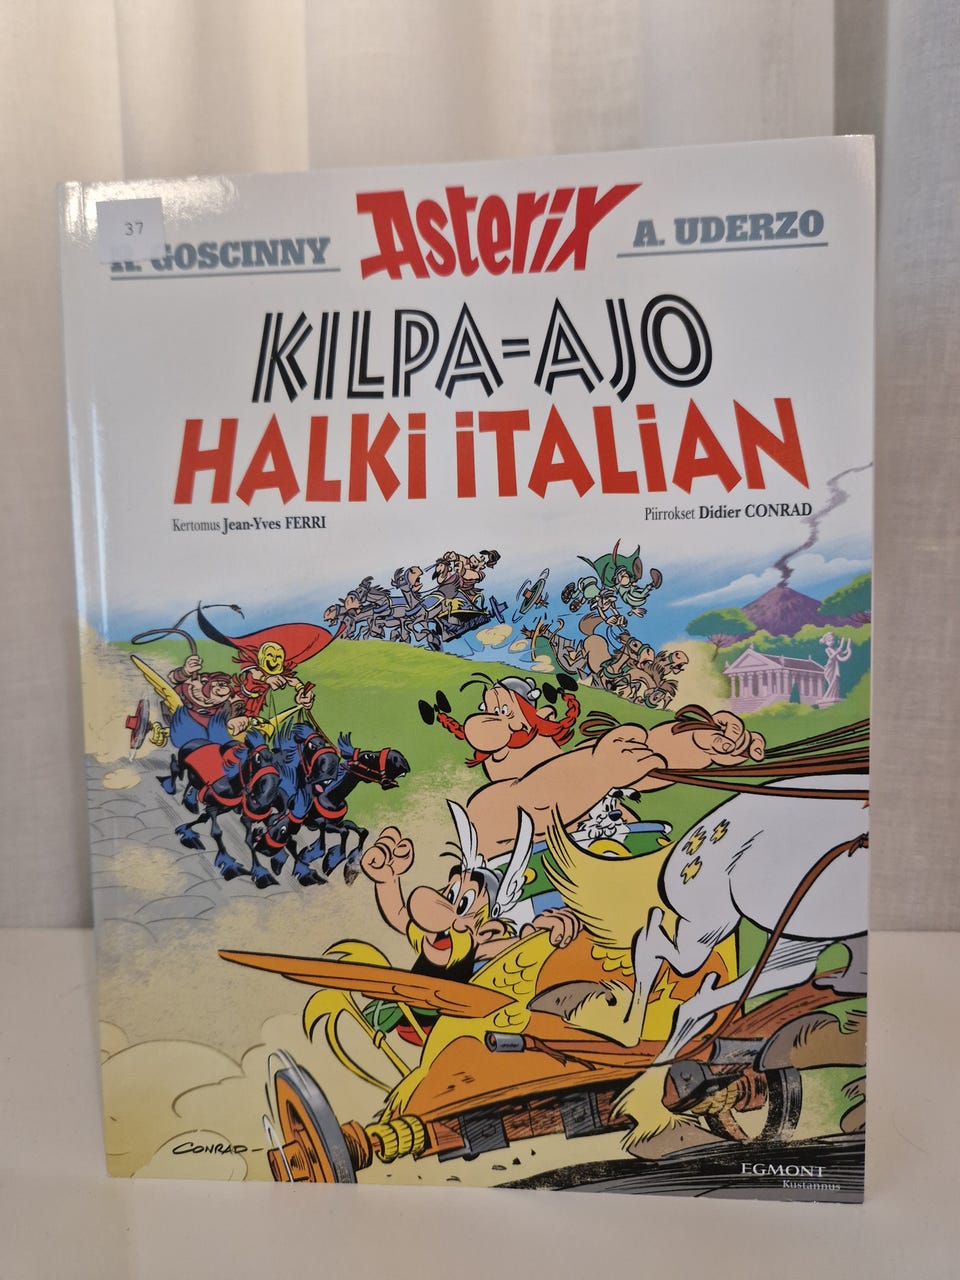 37
GOSCINNY
Asterix
A. UDERZO
KILPA-AJO
HALKI ITALIAN
Kertomus Jean-Yves FERRI
Piirrokset Didier CONRAD
CONRAD
EGMONT
Kustannus